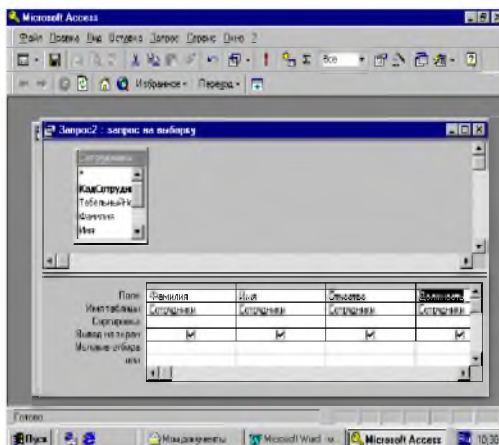 Microsoft Access
Файл Правка Вид Вставка Запрос Сервис Окно ?
Все
Избранное Переход
Запрос2 : запрос на выборку
Сотрудники
*
КодСотрудни
Табельный
Фамилия
Имя
Поле Фамилия Имя Отчество Должность
Имя таблицы Сотрудники Сотрудники Сотрудники Сотрудники
Сортировка
Вывод на экран
Условие отбора
или
Готово
Пуск Мои документы Microsoft Word Microsoft Access